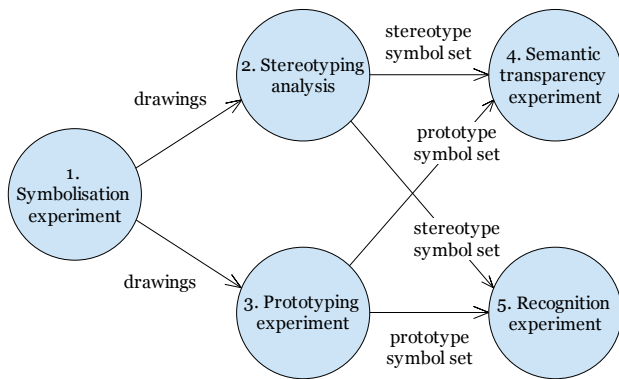 1.
Symbolisation
experiment
drawings
drawings
2. Stereotyping
analysis
3. Prototyping
experiment
stereotype
symbol set
prototype
symbol set
stereotype
symbol set
prototype
symbol set
4. Semantic
transparency
experiment
5. Recognition
experiment